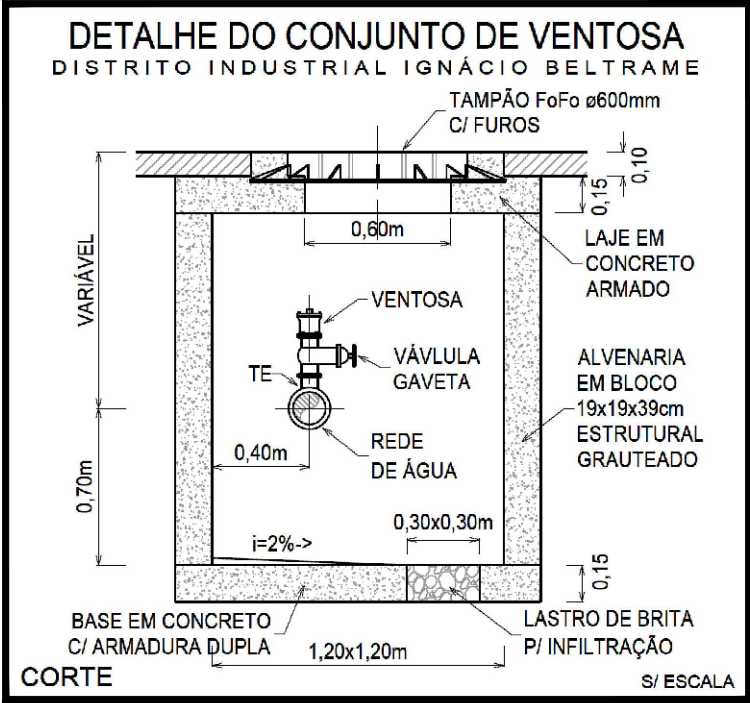 DETALHE DO CONJUNTO DE VENTOSA
DISTRITO INDUSTRIAL IGNÁCIO BELTRAME
TAMPÃO FoFo ø600mm
C/ FUROS
0,10
0,15
0,60m
LAJE EM
CONCRETO
ARMADO
VARIÁVEL
VENTOSA
VÁVLULA
GAVETA
TE
ALVENARIA
EM BLOCO
19x19x39cm
ESTRUTURAL
GRAUTEADO
REDE
DE ÁGUA
0,40m
0,70m
0,30x0,30m
i=2%->
0,15
BASE EM CONCRETO
C/ ARMADURA DUPLA
LASTRO DE BRITA
P/ INFILTRAÇÃO
1,20x1,20m
CORTE
S/ ESCALA